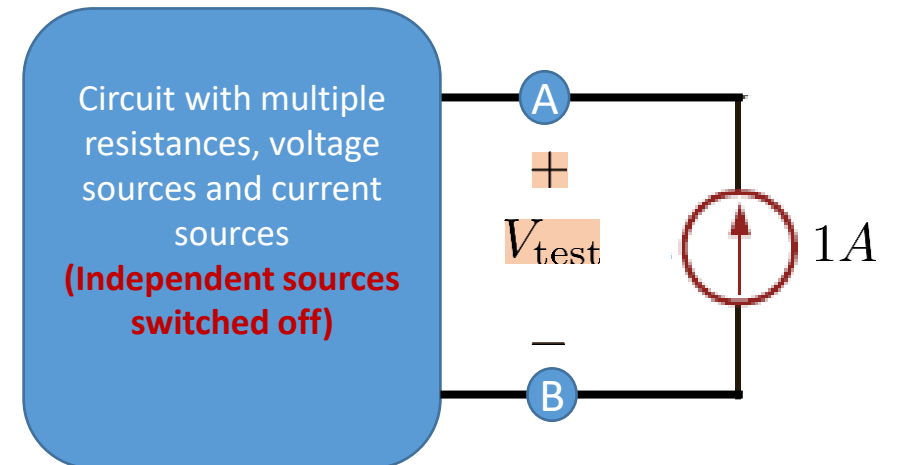 Circuit with multiple
resistances, voltage
sources and current
sources
(Independent sources
switched off)
A
+
V_test
−
B
1A